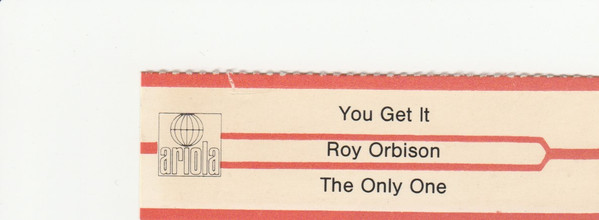 You Get It
ariola
Roy Orbison
The Only One